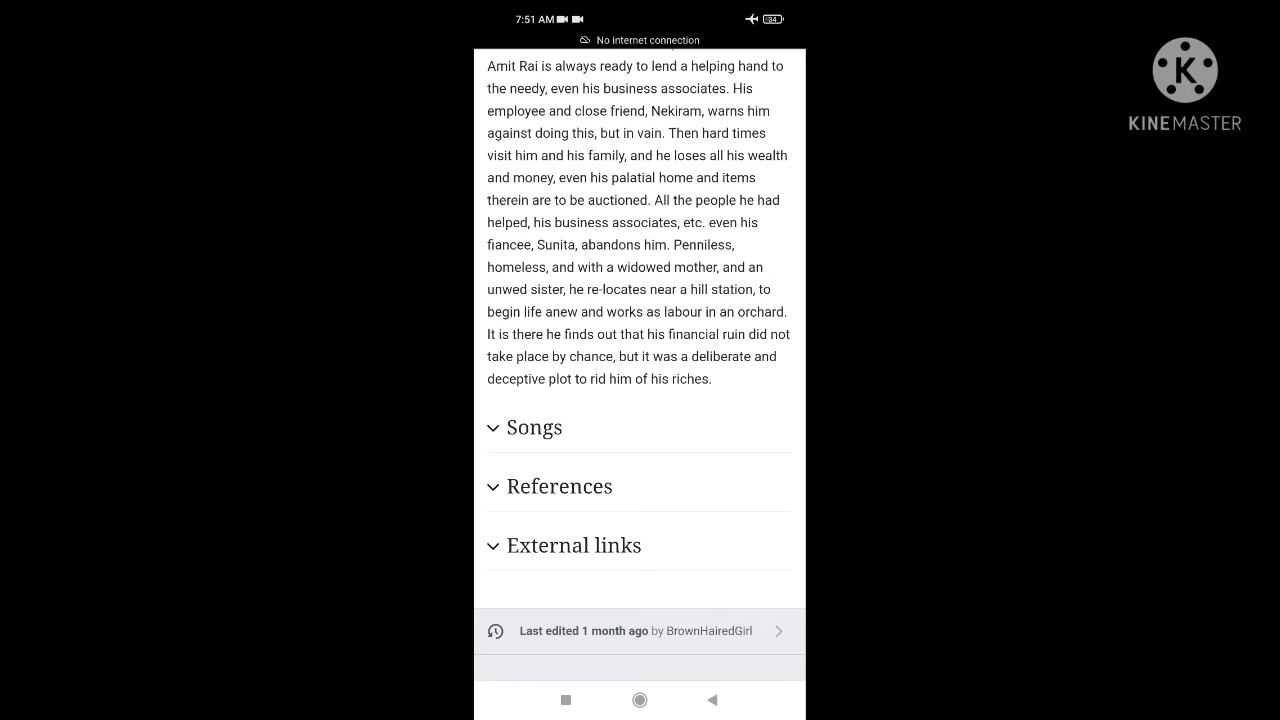 7:51 AM
34
No internet connection
Amit Rai is always ready to lend a helping hand to
the needy, even his business associates. His
employee and close friend, Nekiram, warns him
against doing this, but in vain. Then hard times
visit him and his family, and he loses all his wealth
and money, even his palatial home and items
therein are to be auctioned. All the people he had
helped, his business associates, etc. even his
fiancee, Sunita, abandons him. Penniless,
homeless, and with a widowed mother, and an
unwed sister, he re-locates near a hill station, to
begin life anew and works as labour in an orchard.
It is there he finds out that his financial ruin did not
take place by chance, but it was a deliberate and
deceptive plot to rid him of his riches.
Songs
References
External links
Last edited 1 month ago by BrownHairedGirl
K
KINEMASTER